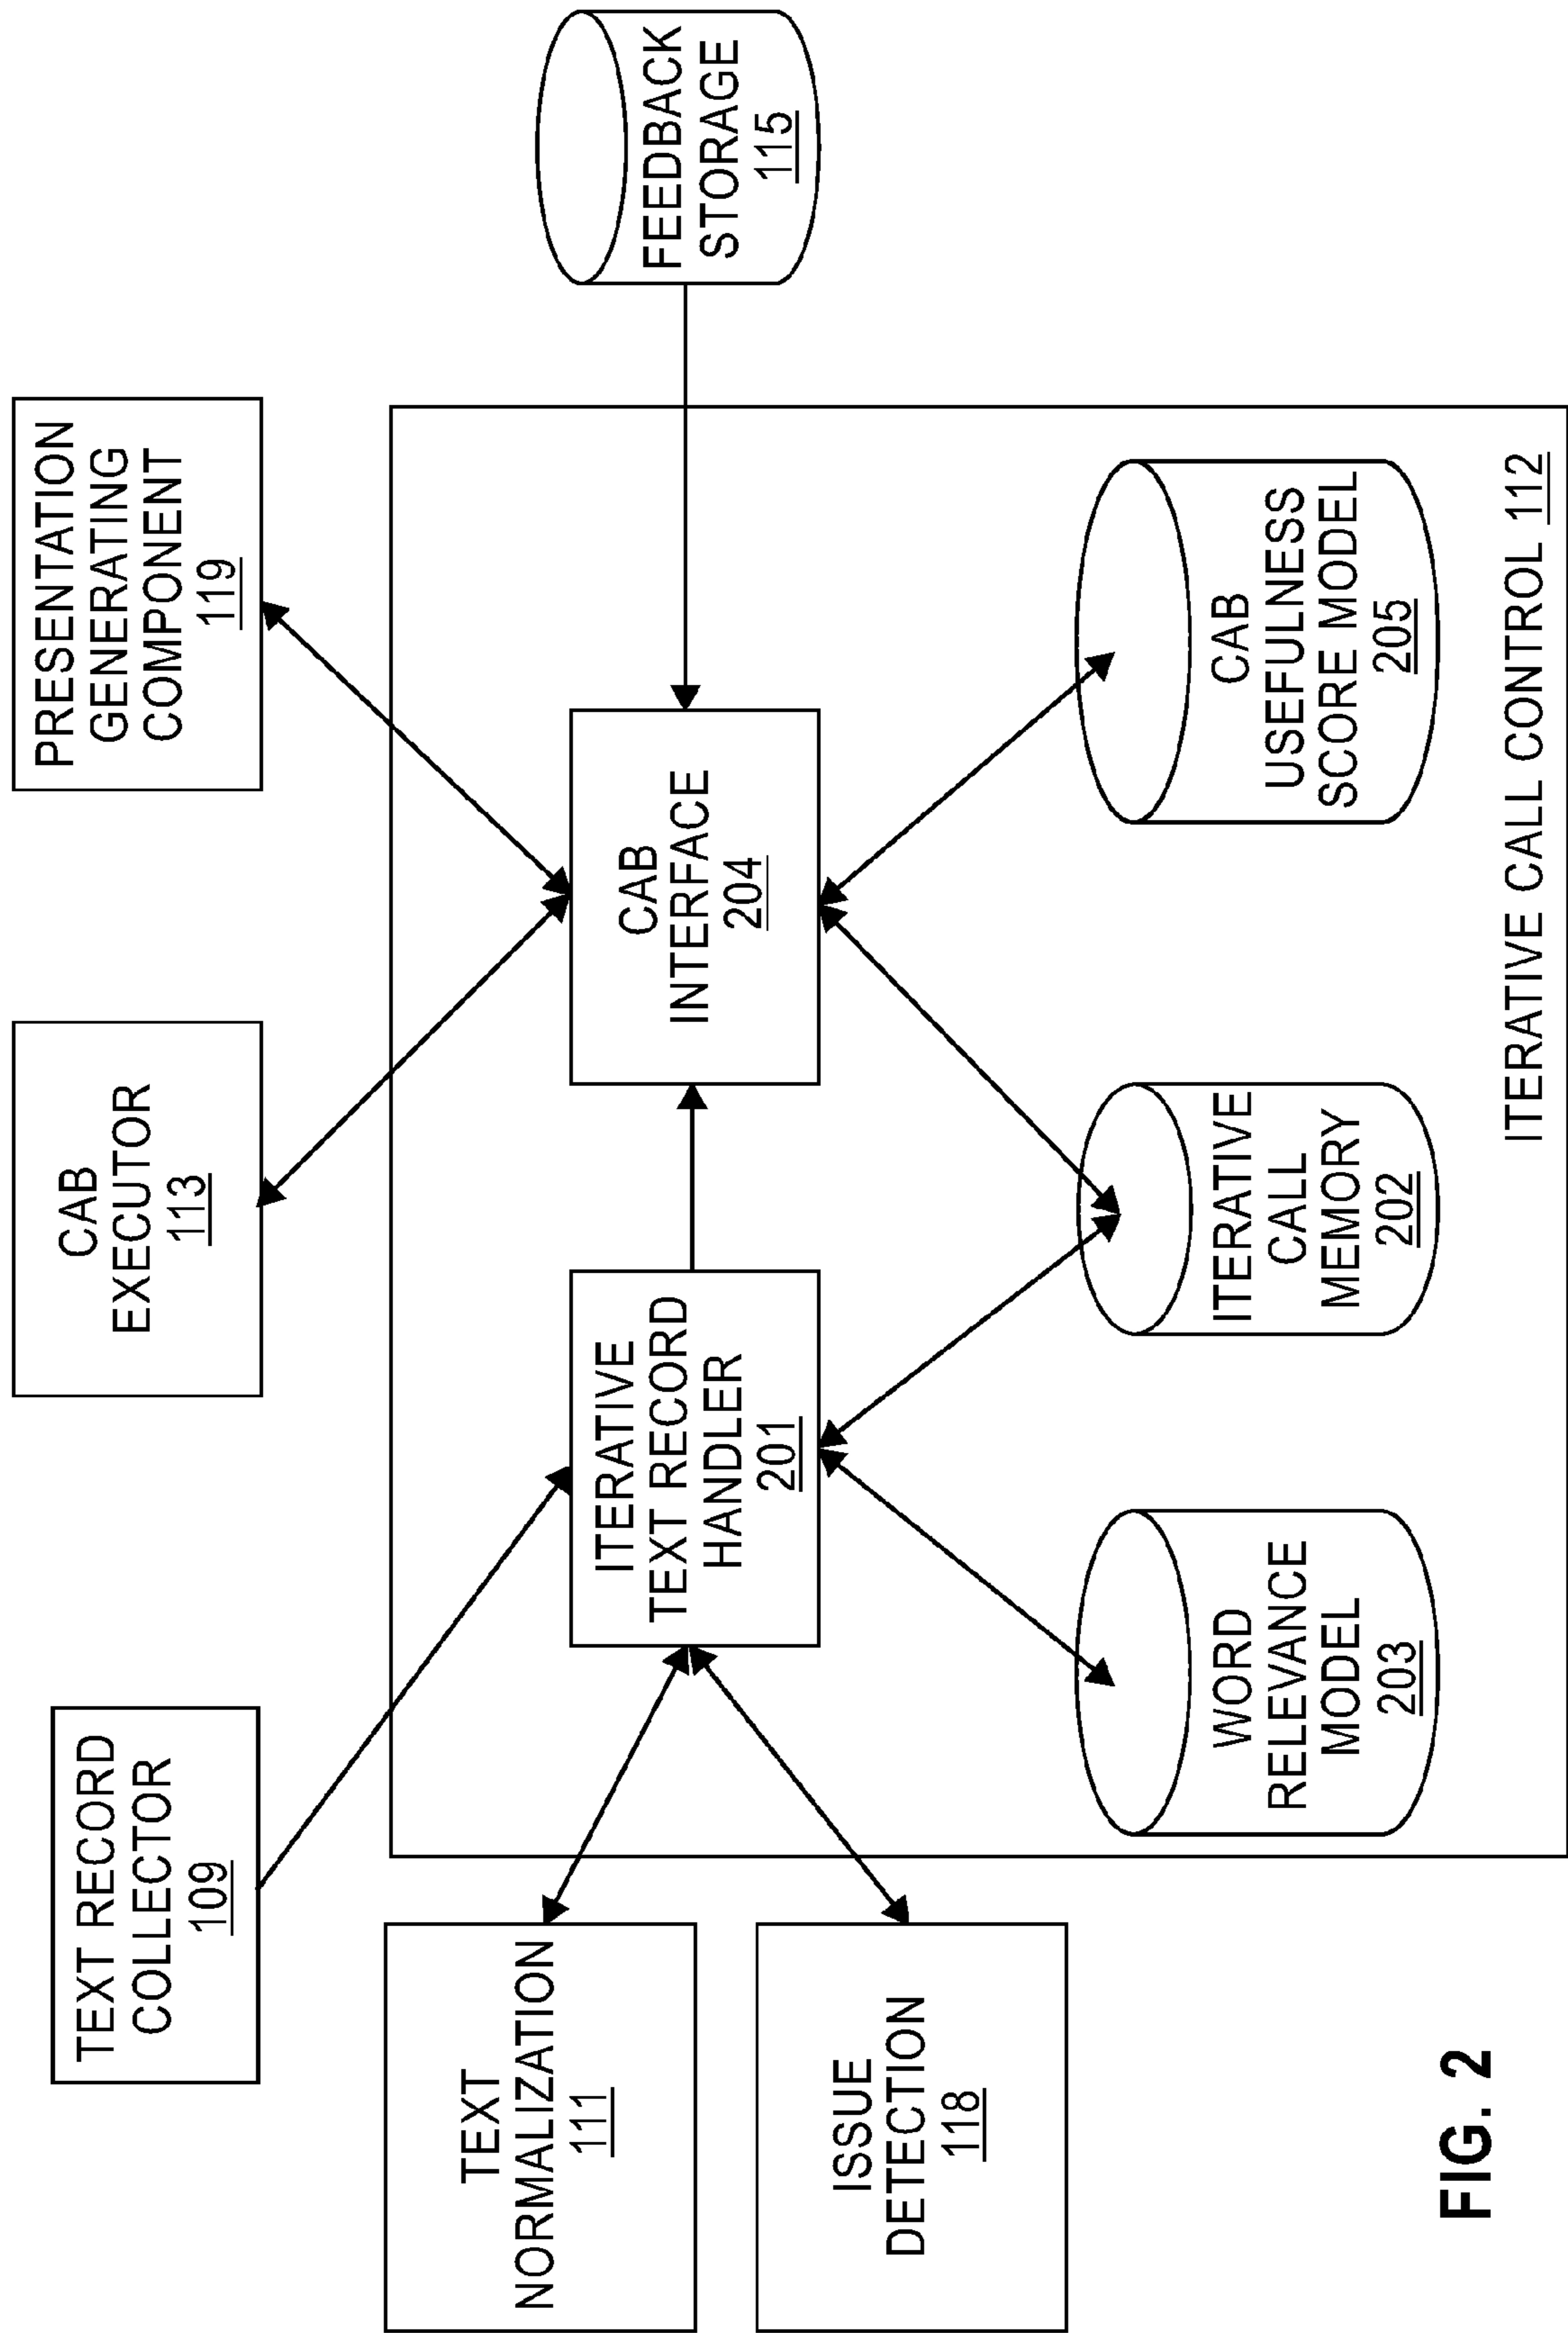 TEXT RECORD
COLLECTOR
109
CAB
EXECUTOR
113
PRESENTATION
GENERATING
COMPONENT
119
TEXT
NORMALIZATION
111
ISSUE
DETECTION
118
ITERATIVE
TEXT RECORD
HANDLER
201
CAB
INTERFACE
204
FEEDBACK
STORAGE
115
WORD
RELEVANCE
MODEL
203
ITERATIVE
CALL
MEMORY
202
CAB
USEFULNESS
SCORE MODEL
205
ITERATIVE CALL CONTROL 112
FIG. 2